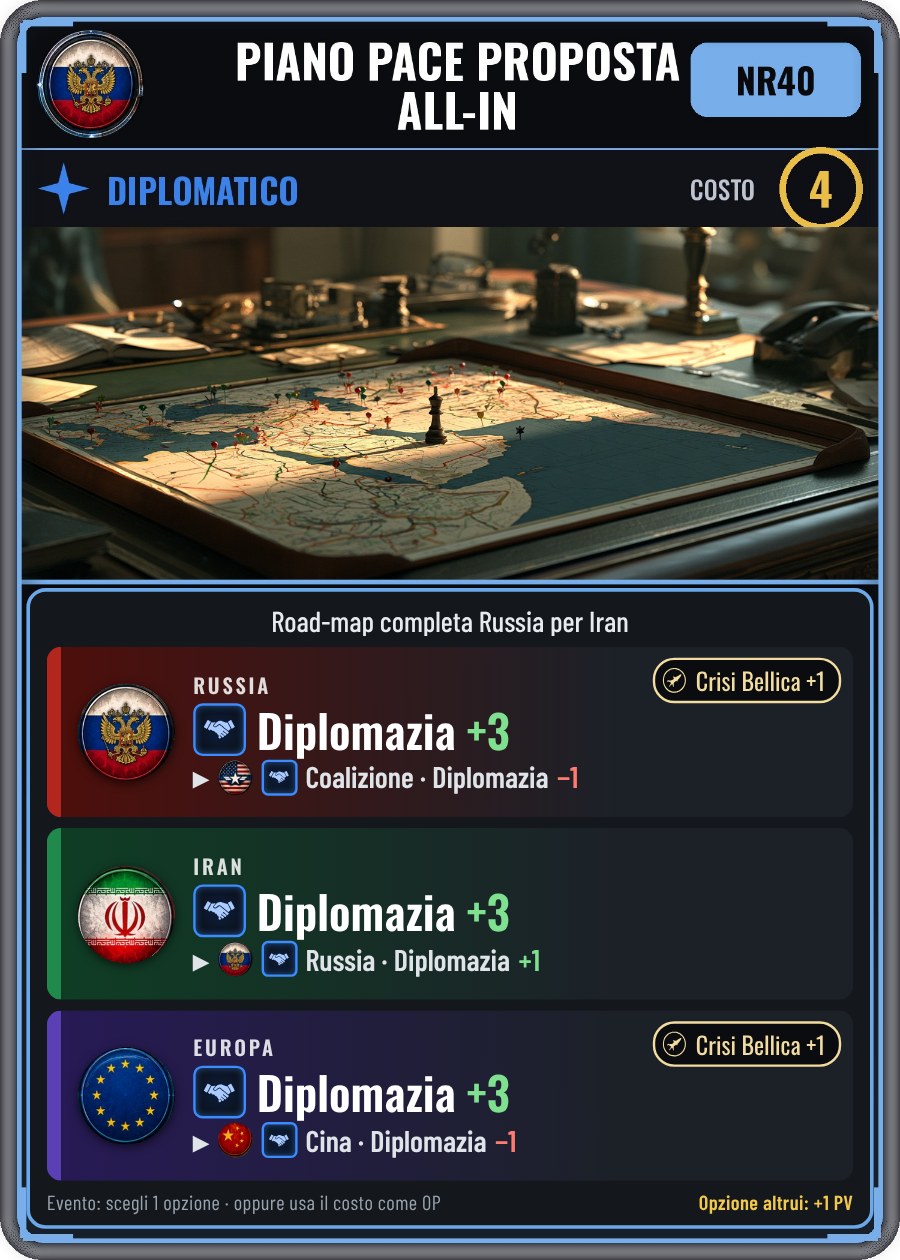 PIANO PACE PROPOSTA
ALL-IN
NR40
DIPLOMATICO
COSTO
4
Road-map completa Russia per Iran
RUSSIA
Crisi Bellica +1
Diplomazia +3
▶ Coalizione · Diplomazia −1
IRAN
Diplomazia +3
▶ Russia · Diplomazia +1
EUROPA
Crisi Bellica +1
Diplomazia +3
▶ Cina · Diplomazia −1
Evento: scegli 1 opzione · oppure usa il costo come OP
Opzione altrui: +1 PV